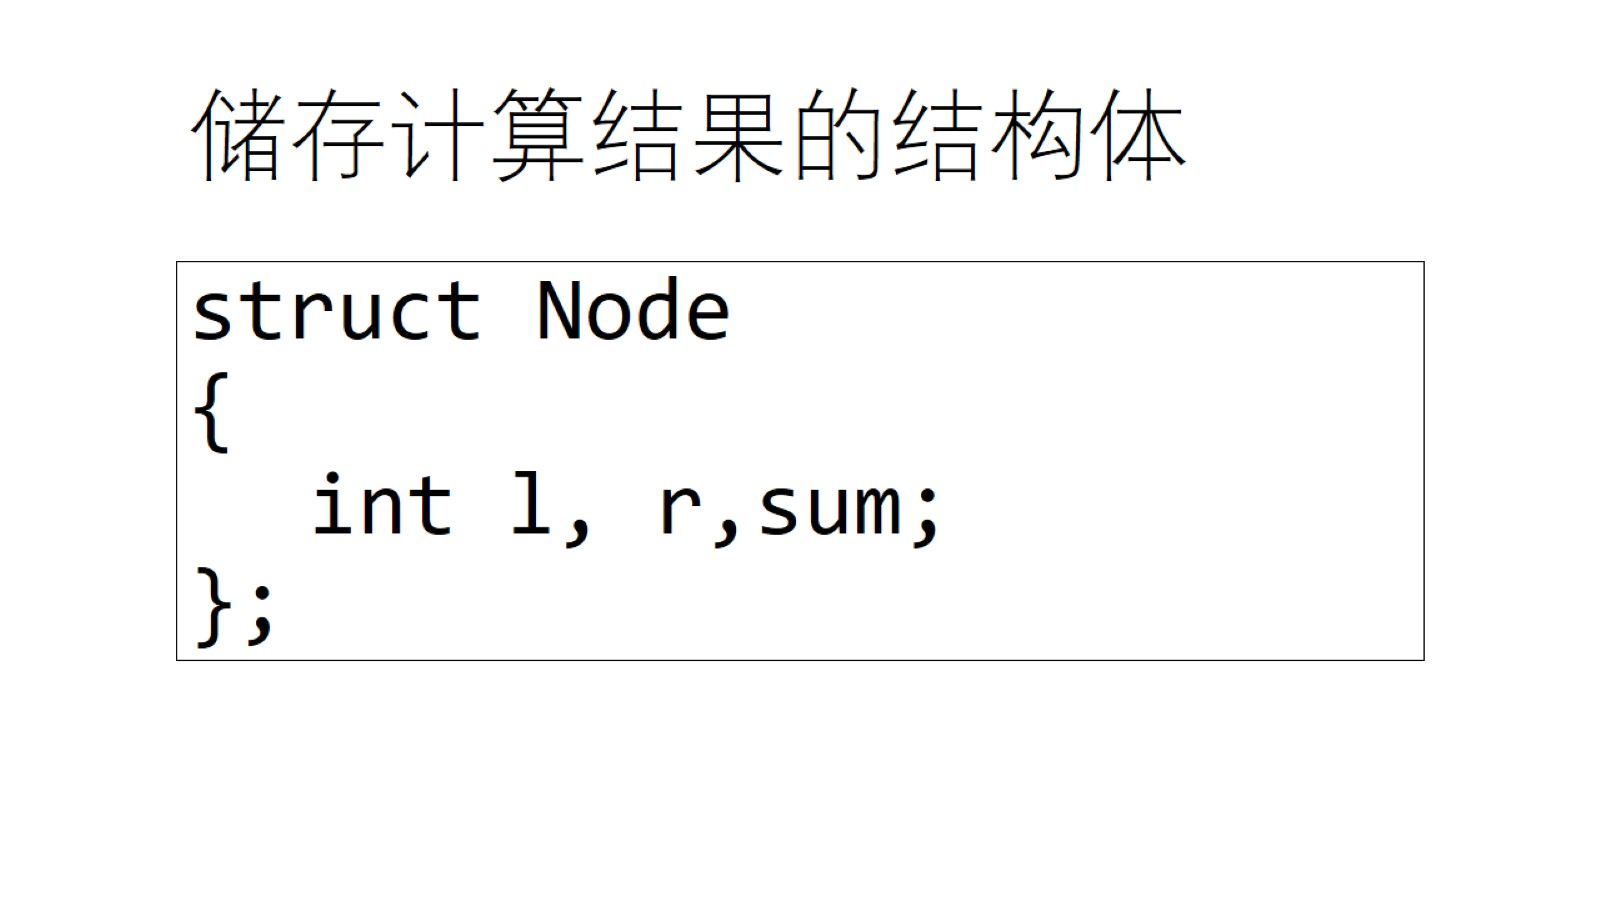 储存计算结果的结构体
struct Node
{
   int l, r,sum;
};